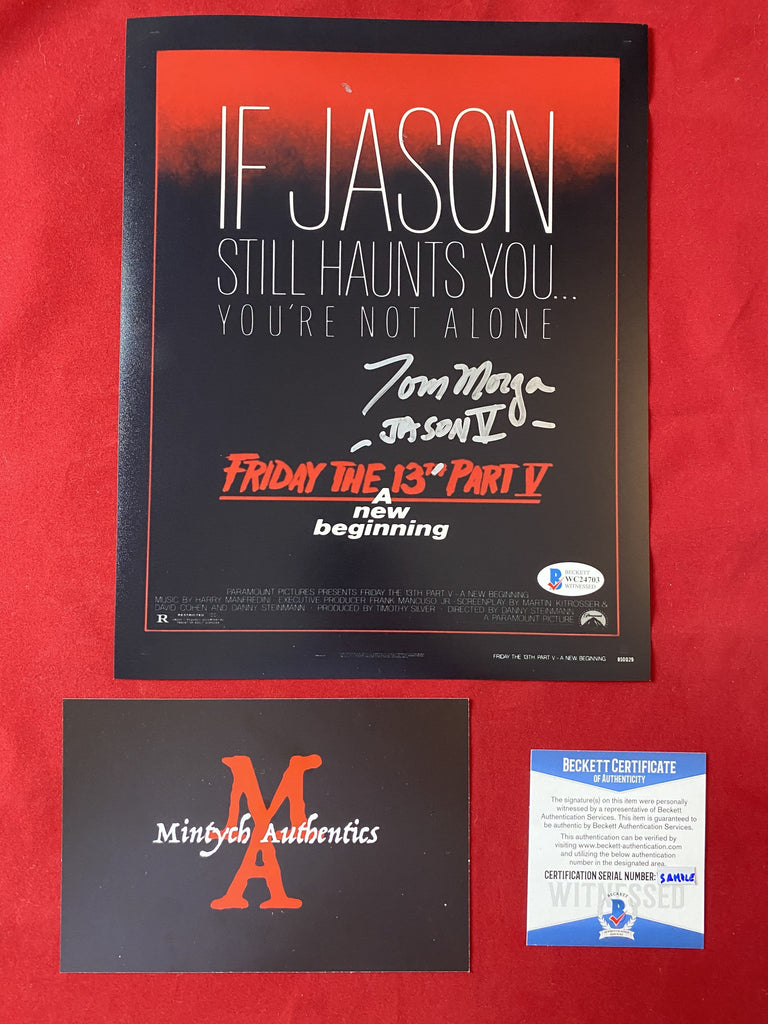 IF JASON
STILL HAUNTS YOU...
YOU'RE NOT ALONE
Tom Morga
- JASON V -
FRIDAY THE 13TH PART V
A
new
beginning
BECKETT
WC24703
WITNESSED
PARAMOUNT PICTURES PRESENTS FRIDAY THE 13TH PART V - A NEW BEGINNING
MUSIC BY HARRY MANFREDINI · EXECUTIVE PRODUCER FRANK MANCUSO JR · SCREENPLAY BY MARTIN KITROSSER &
DAVID COHEN AND DANNY STEINMANN · PRODUCED BY TIMOTHY SILVER · DIRECTED BY DANNY STEINMANN
R RESTRICTED A PARAMOUNT PICTURE
FRIDAY THE 13TH PART V - A NEW BEGINNING 850029
MA
Mintych Authentics
BECKETT CERTIFICATE
OF AUTHENTICITY
The signature(s) on this item were personally
witnessed by a representative of Beckett
Authentication Services. This item is guaranteed to
be authentic by Beckett Authentication Services.
This authentication can be verified by
visiting www.beckett-authentication.com
and utilizing the below authentication
number in the designated area.
CERTIFICATION SERIAL NUMBER: SAMPLE
WITNESSED
BECKETT